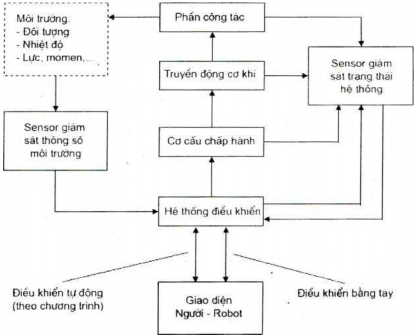 Môi trường:
- Đối tượng
- Nhiệt độ
- Lực, momen,...
Phần công tác
Sensor giám
sát trạng thái
hệ thông
Truyền động cơ khí
Sensor giám
sát thông số
môi trường
Cơ cấu chấp hành
Hệ thống điều khiển
Điều khiển tự động
(theo chương trình)
Giao diện
Người - Robot
Điều khiển bằng tay